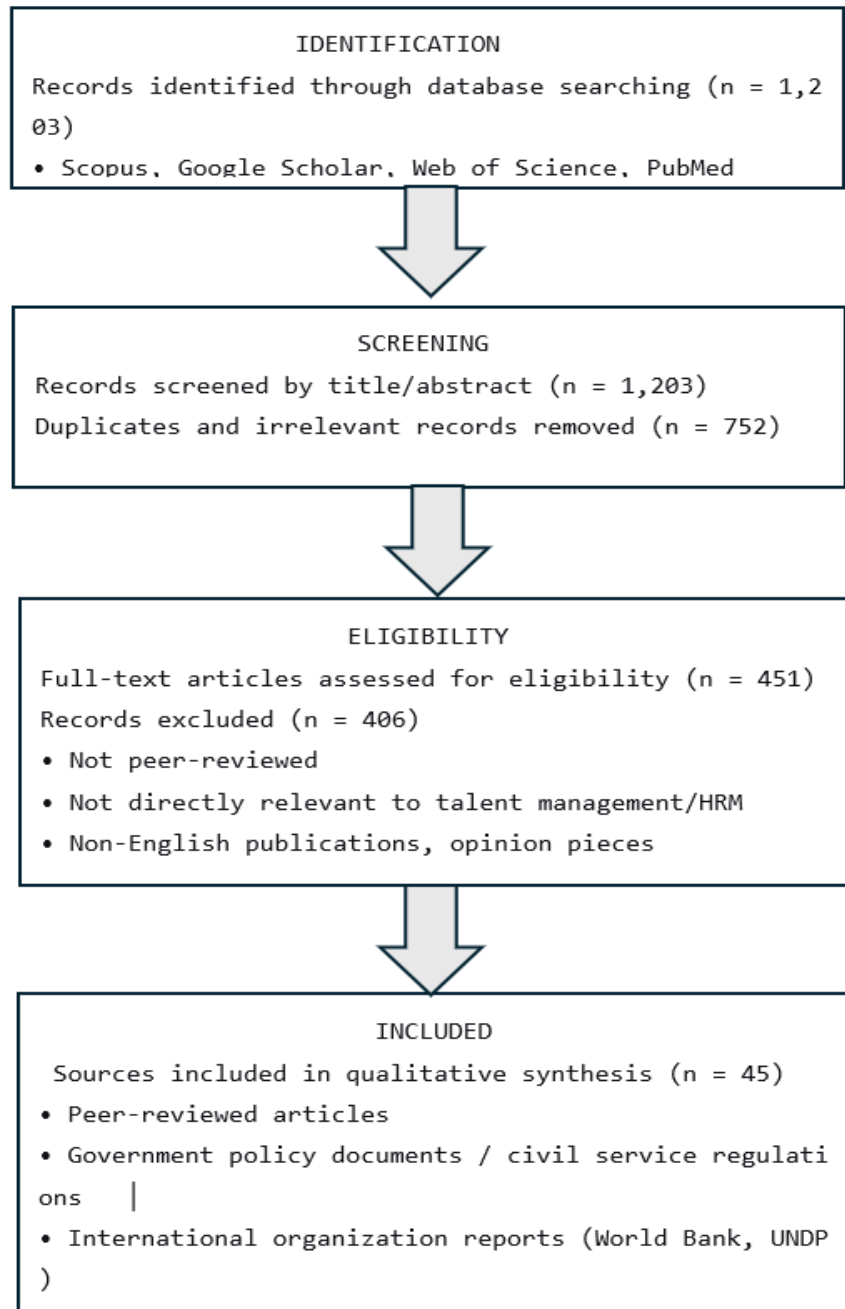 IDENTIFICATION
Records identified through database searching (n = 1,2
03)
• Scopus, Google Scholar, Web of Science, PubMed
SCREENING
Records screened by title/abstract (n = 1,203)
Duplicates and irrelevant records removed (n = 752)
ELIGIBILITY
Full-text articles assessed for eligibility (n = 451)
Records excluded (n = 406)
• Not peer-reviewed
• Not directly relevant to talent management/HRM
• Non-English publications, opinion pieces
INCLUDED
Sources included in qualitative synthesis (n = 45)
• Peer-reviewed articles
• Government policy documents / civil service regulati
ons
• International organization reports (World Bank, UNDP
)